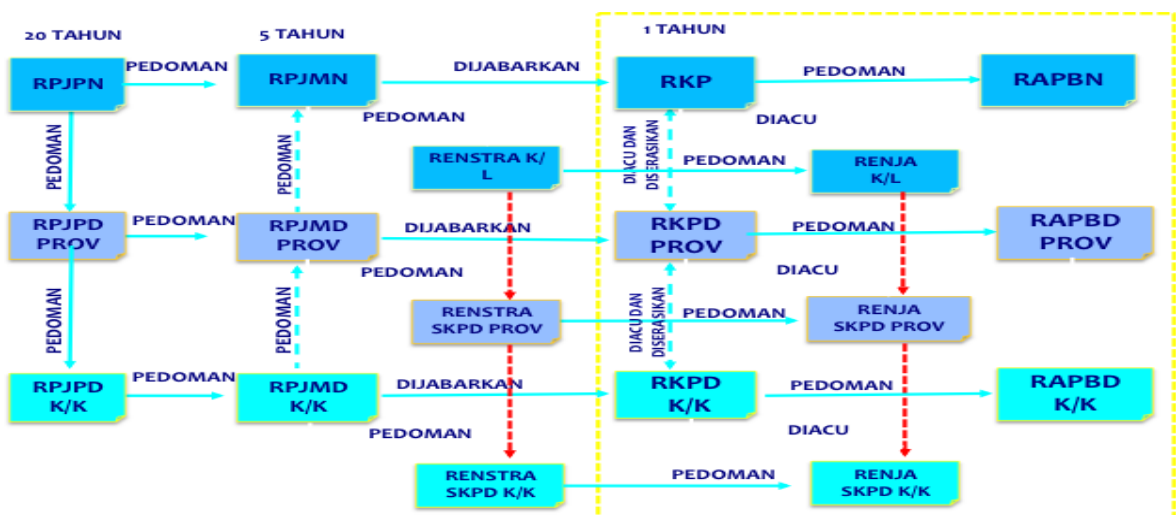 20 TAHUN
5 TAHUN
1 TAHUN
RPJPN
PEDOMAN
RPJMN
DIJABARKAN
RKP
PEDOMAN
RAPBN
PEDOMAN
PEDOMAN
PEDOMAN
DIACU DAN
DISERASIKAN
DIACU
RENSTRA K/
L
PEDOMAN
RENJA
K/L
RPJPD
PROV
PEDOMAN
RPJMD
PROV
DIJABARKAN
RKPD
PROV
PEDOMAN
RAPBD
PROV
PEDOMAN
PEDOMAN
PEDOMAN
DIACU DAN
DISERASIKAN
DIACU
RENSTRA
SKPD PROV
PEDOMAN
RENJA
SKPD PROV
RPJPD
K/K
PEDOMAN
RPJMD
K/K
DIJABARKAN
RKPD
K/K
PEDOMAN
RAPBD
K/K
PEDOMAN
DIACU
RENSTRA
SKPD K/K
PEDOMAN
RENJA
SKPD K/K